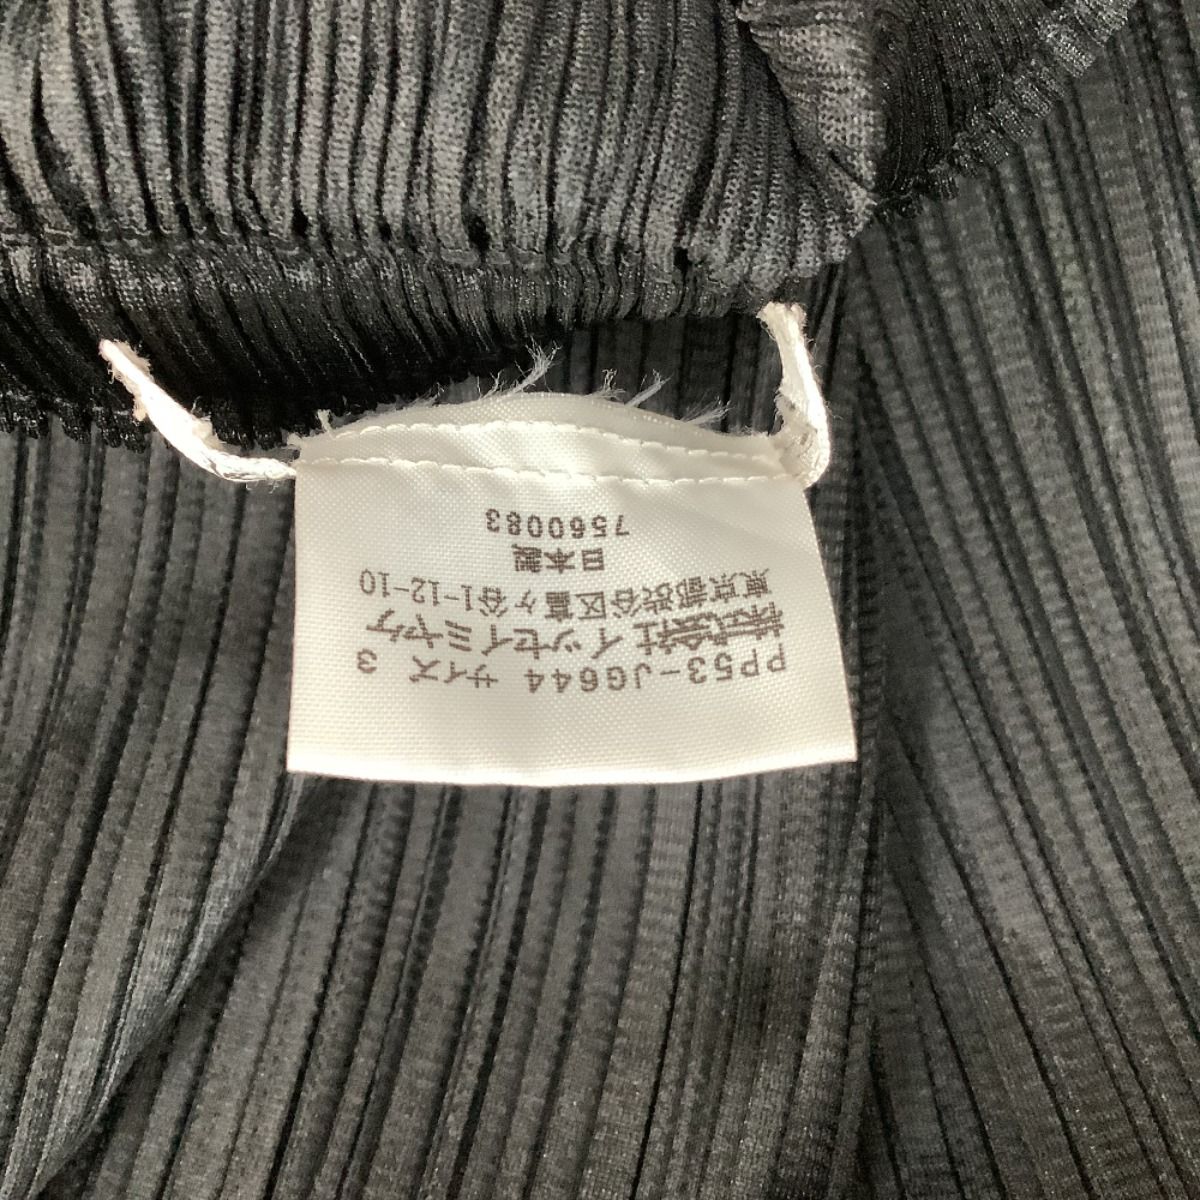 PP53-JG644 サイズ 3
株式会社 イッセイミヤケ
東京都渋谷区富ヶ谷1-12-10
日本製
7560083